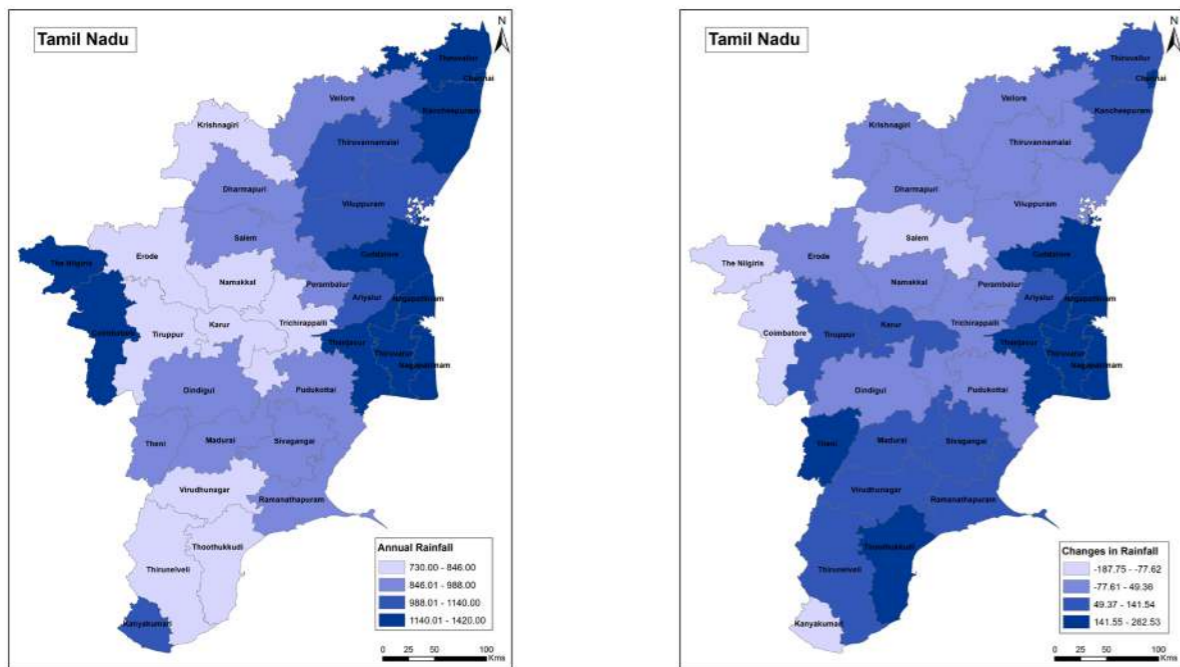 Tamil Nadu
N
Thiruvallur
Chennai
Vellore
Kancheepuram
Krishnagiri
Thiruvannamalai
Dharmapuri
Viluppuram
Salem
Cuddalore
The Nilgiris
Erode
Namakkal
Perambalur
Ariyalur
Nagapattinam
Coimbatore
Tiruppur
Karur
Trichirappalli
Thanjavur
Thiruvarur
Nagapattinam
Dindigul
Pudukottai
Theni
Madurai
Sivagangai
Virudhunagar
Ramanathapuram
Thoothukkudi
Thirunelveli
Kanyakumari
Annual Rainfall
730.00 - 846.00
846.01 - 988.00
988.01 - 1140.00
1140.01 - 1420.00
0 25 50 100
Kms
Tamil Nadu
N
Thiruvallur
Chennai
Vellore
Kancheepuram
Krishnagiri
Thiruvannamalai
Dharmapuri
Viluppuram
Salem
Cuddalore
The Nilgiris
Erode
Namakkal
Perambalur
Ariyalur
Nagapattinam
Coimbatore
Tiruppur
Karur
Trichirappalli
Thanjavur
Thiruvarur
Nagapattinam
Dindigul
Pudukottai
Theni
Madurai
Sivagangai
Virudhunagar
Ramanathapuram
Thoothukkudi
Thirunelveli
Kanyakumari
Changes in Rainfall
-187.75 - -77.62
-77.61 - 49.36
49.37 - 141.54
141.55 - 262.53
0 25 50 100
Kms